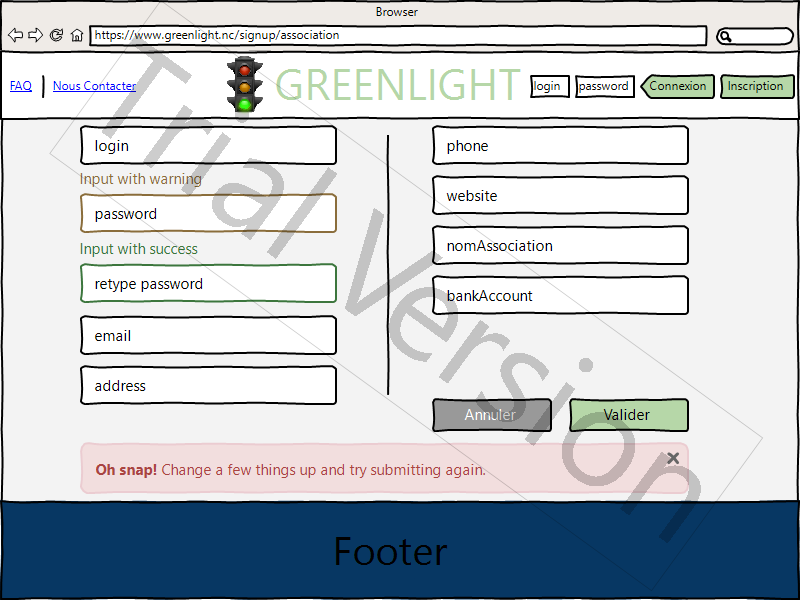 Browser
https://www.greenlight.nc/signup/association
FAQ
Nous Contacter
GREENLIGHT
login
password
Connexion
Inscription
login
Input with warning
password
Input with success
retype password
email
address
phone
website
nomAssociation
bankAccount
Annuler
Valider
Oh snap! Change a few things up and try submitting again.
Footer
Trial Version